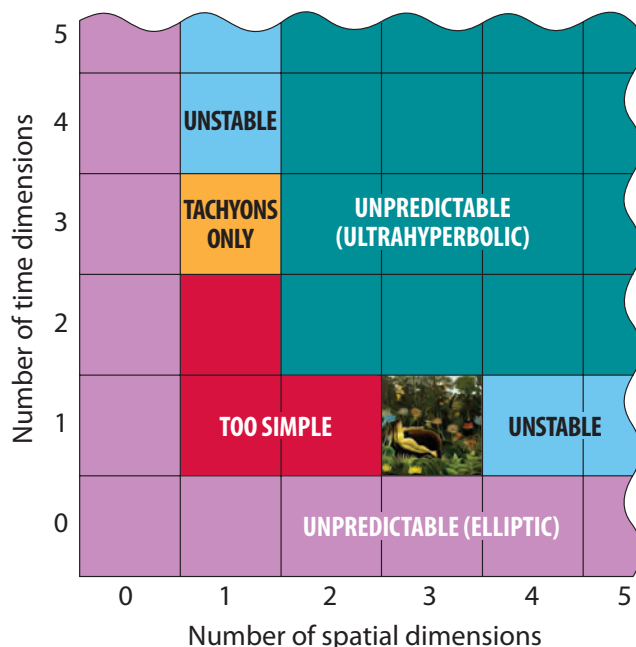 5
4
3
2
1
0
Number of time dimensions
UNSTABLE
TACHYONS
ONLY
UNPREDICTABLE
(ULTRAHYPERBOLIC)
TOO SIMPLE
UNSTABLE
UNPREDICTABLE (ELLIPTIC)
0 1 2 3 4 5
Number of spatial dimensions